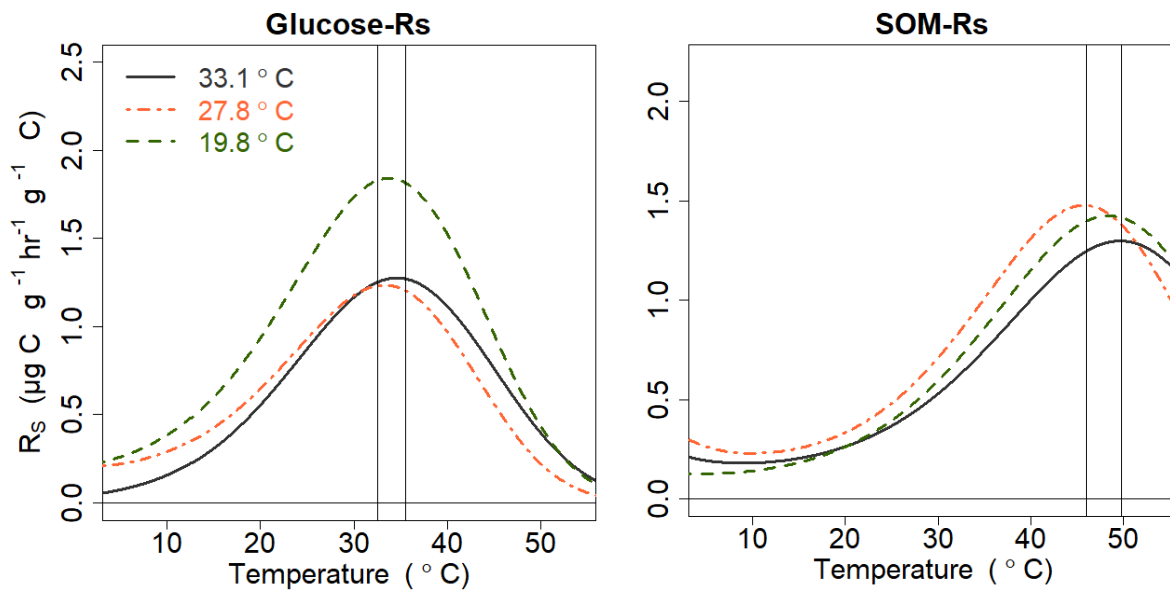 Glucose-Rs
2.5
2.0
1.5
1.0
0.5
0.0
R_S (µg C g⁻¹ hr⁻¹ g⁻¹ C)
33.1 ° C
27.8 ° C
19.8 ° C
10 20 30 40 50
Temperature ( ° C)
SOM-Rs
2.0
1.5
1.0
0.5
0.0
10 20 30 40 50
Temperature ( ° C)